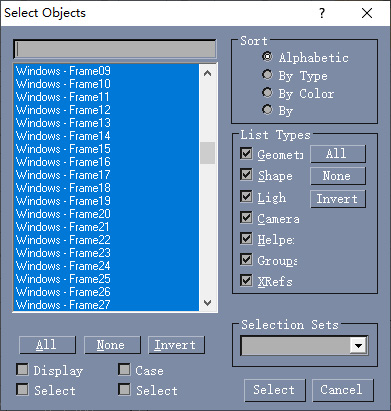 Select Objects
Windows - Frame09
Windows - Frame10
Windows - Frame11
Windows - Frame12
Windows - Frame13
Windows - Frame14
Windows - Frame15
Windows - Frame16
Windows - Frame17
Windows - Frame18
Windows - Frame19
Windows - Frame20
Windows - Frame21
Windows - Frame22
Windows - Frame23
Windows - Frame24
Windows - Frame25
Windows - Frame26
Windows - Frame27
All None Invert
Display Case
Select Select
Sort
Alphabetic
By Type
By Color
By
List Types
Geometr All
Shape None
Ligh Invert
Camera
Helpe
Groups
XRefs
Selection Sets
Select Cancel